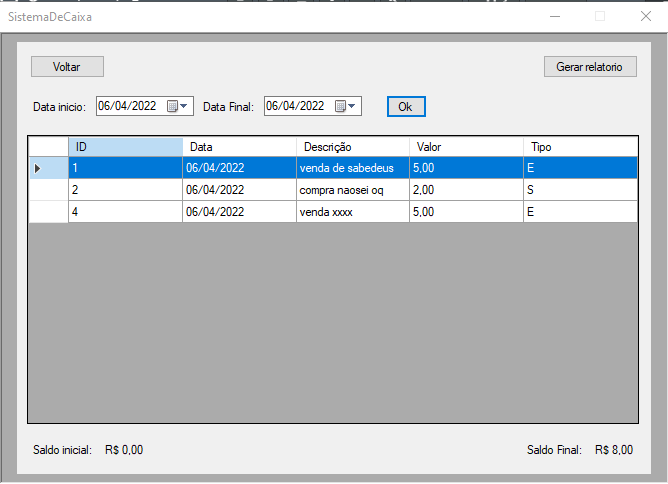 SistemaDeCaixa
Voltar Gerar relatorio
Data inicio: 06/04/2022 Data Final: 06/04/2022 Ok
ID Data Descrição Valor Tipo
1 06/04/2022 venda de sabedeus 5,00 E
2 06/04/2022 compra naosei oq 2,00 S
4 06/04/2022 venda xxxx 5,00 E
Saldo inicial: R$ 0,00 Saldo Final: R$ 8,00